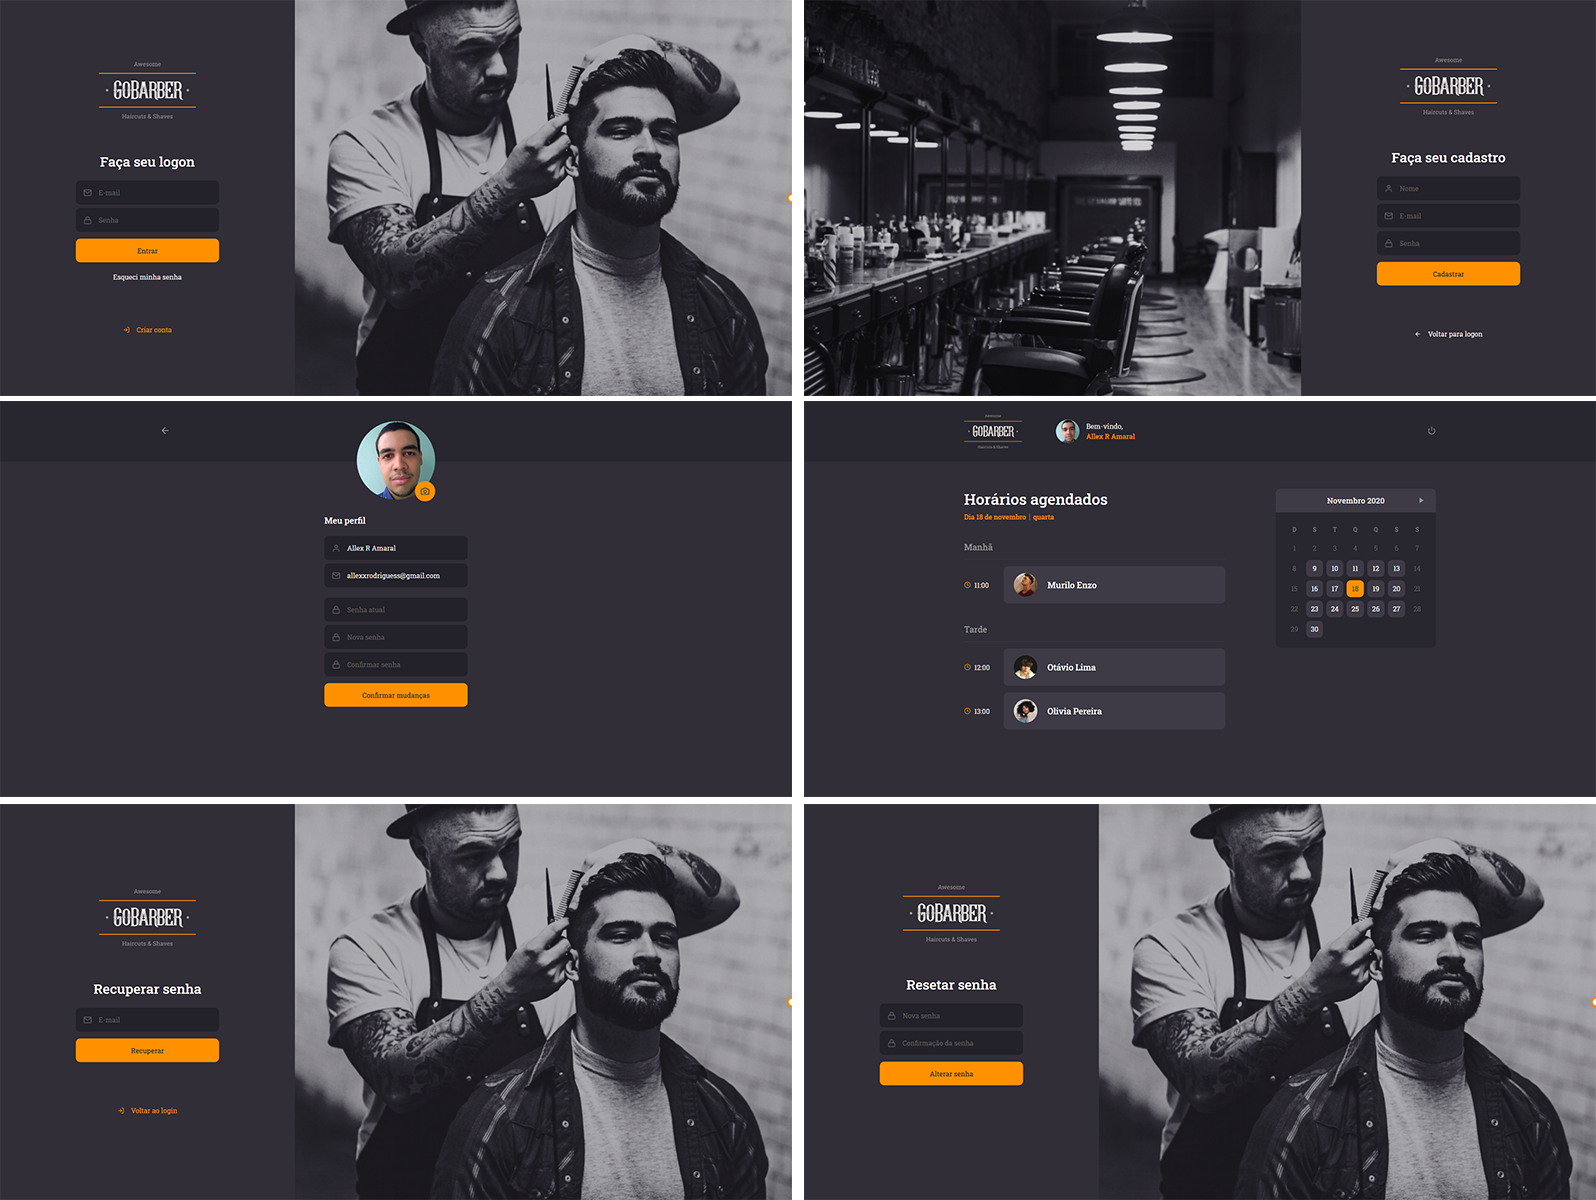 Awesome
GOBARBER
Haircuts & Shaves
Faça seu logon
E-mail
Senha
Entrar
Esqueci minha senha
Criar conta
Awesome
GOBARBER
Haircuts & Shaves
Faça seu cadastro
Nome
E-mail
Senha
Cadastrar
Voltar para logon
Meu perfil
Allex R Amaral
allexxrodriguess@gmail.com
Senha atual
Nova senha
Confirmar senha
Confirmar mudanças
Awesome
GOBARBER
Haircuts & Shaves
Bem-vindo,
Allex R Amaral
Horários agendados
Dia 18 de novembro | quarta
Manhã
11:00 Murilo Enzo
Tarde
12:00 Otávio Lima
13:00 Olivia Pereira
Novembro 2020
D S T Q Q S S
1 2 3 4 5 6 7
8 9 10 11 12 13 14
15 16 17 18 19 20 21
22 23 24 25 26 27 28
29 30
Awesome
GOBARBER
Haircuts & Shaves
Recuperar senha
E-mail
Recuperar
Voltar ao login
Awesome
GOBARBER
Haircuts & Shaves
Resetar senha
Nova senha
Confirmação da senha
Alterar senha